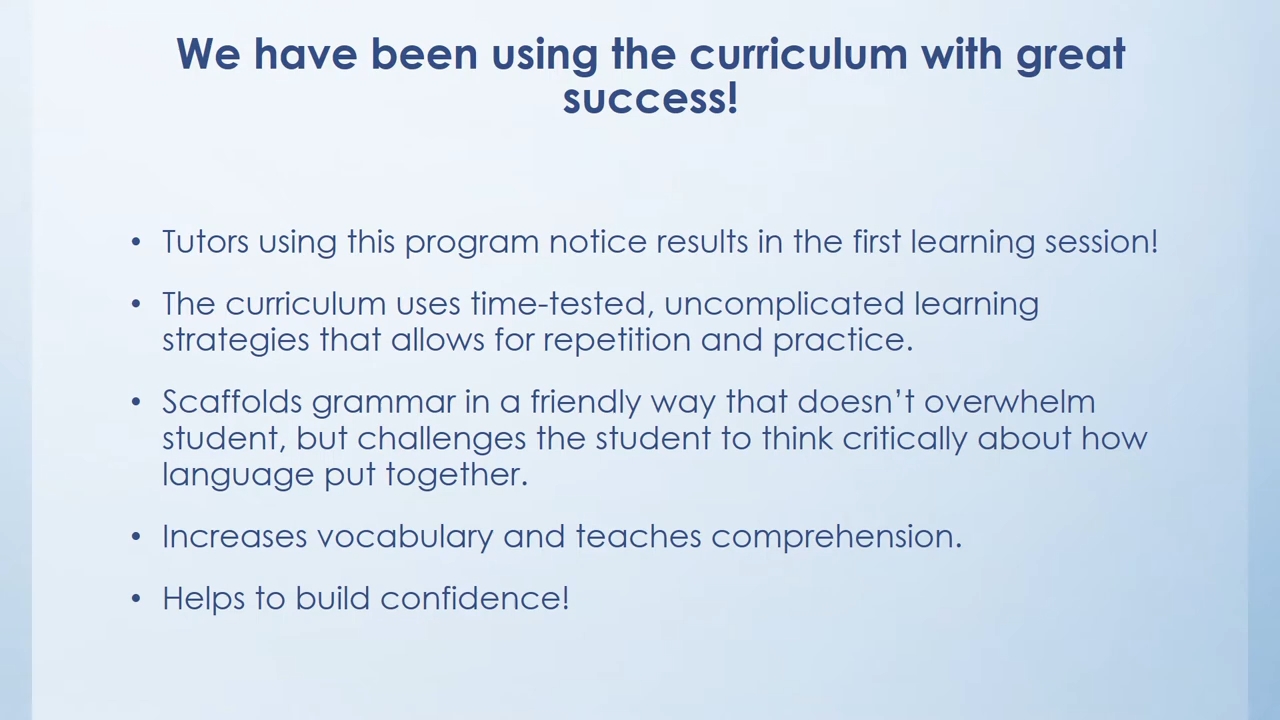 We have been using the curriculum with great
success!
• Tutors using this program notice results in the first learning session!
• The curriculum uses time-tested, uncomplicated learning
strategies that allows for repetition and practice.
• Scaffolds grammar in a friendly way that doesn’t overwhelm
student, but challenges the student to think critically about how
language put together.
• Increases vocabulary and teaches comprehension.
• Helps to build confidence!